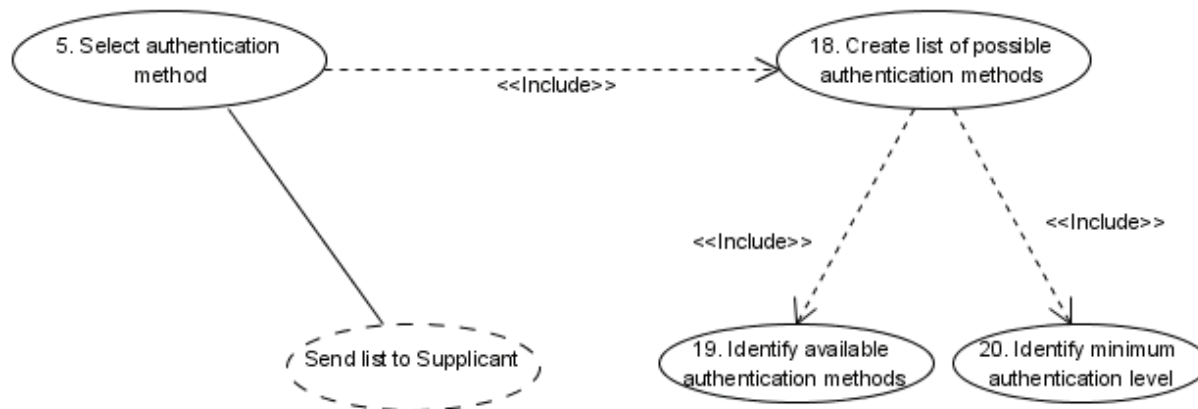 5. Select authentication
method
18. Create list of possible
authentication methods
<<Include>>
<<Include>>
<<Include>>
Send list to Supplicant
19. Identify available
authentication methods
20. Identify minimum
authentication level